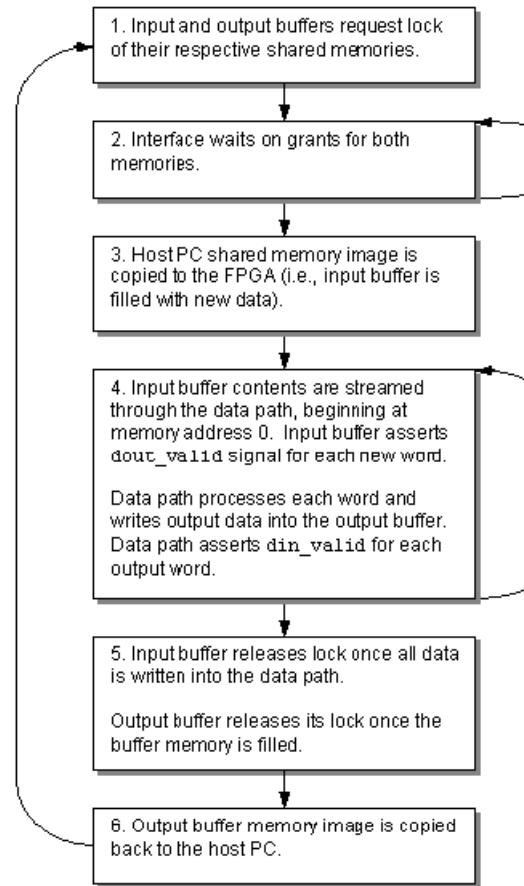 1. Input and output buffers request lock
of their respective shared memories.
2. Interface waits on grants for both
memories.
3. Host PC shared memory image is
copied to the FPGA (i.e., input buffer is
filled with new data).
4. Input buffer contents are streamed
through the data path, beginning at
memory address 0. Input buffer asserts
dout_valid signal for each new word.
Data path processes each word and
writes output data into the output buffer.
Data path asserts din_valid for each
output word.
5. Input buffer releases lock once all data
is written into the data path.
Output buffer releases its lock once the
buffer memory is filled.
6. Output buffer memory image is copied
back to the host PC.